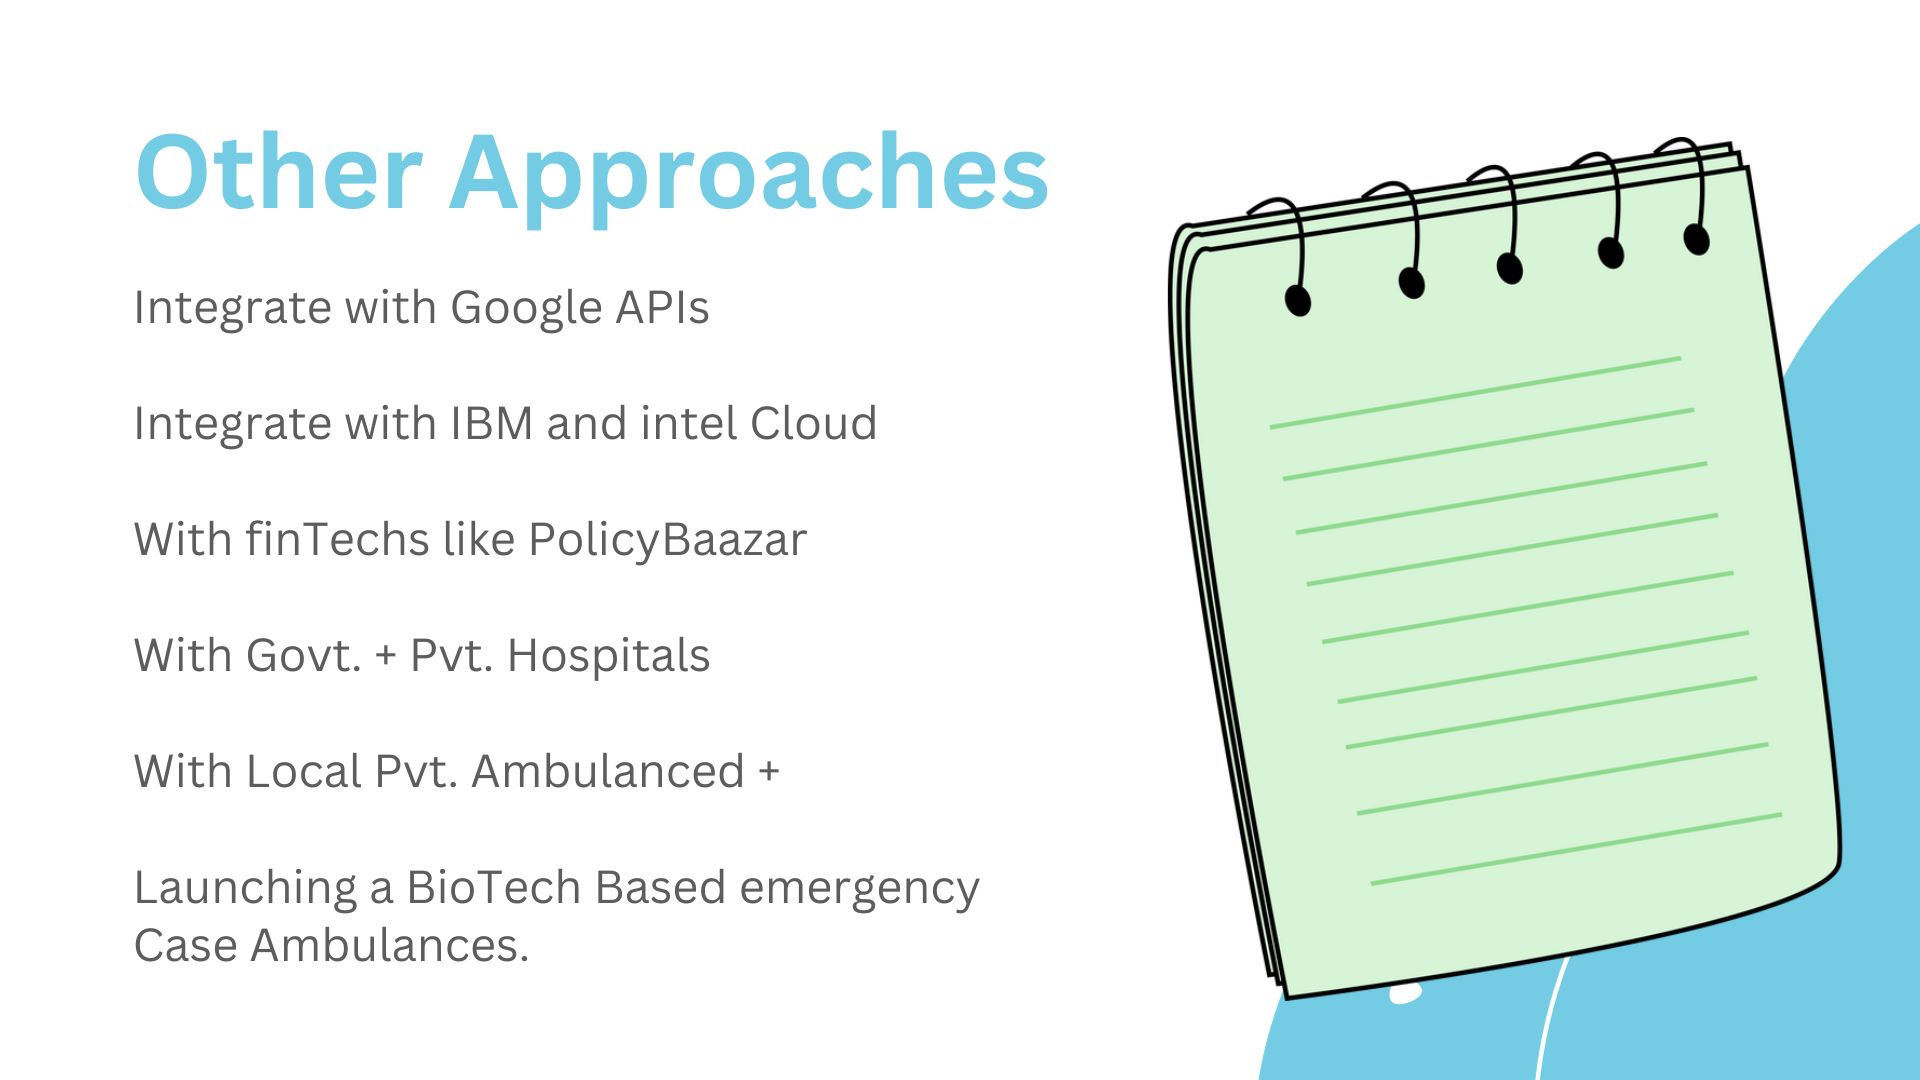 Other Approaches
Integrate with Google APIs
Integrate with IBM and intel Cloud
With finTechs like PolicyBaazar
With Govt. + Pvt. Hospitals
With Local Pvt. Ambulanced +
Launching a BioTech Based emergency
Case Ambulances.